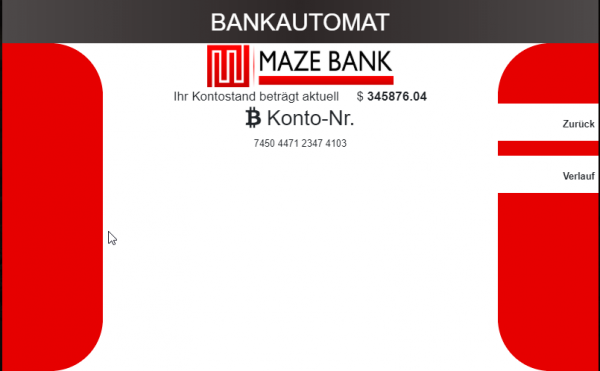 BANKAUTOMAT
MAZE BANK
Ihr Kontostand beträgt aktuell $ 345876.04
₿ Konto-Nr.
Zurück
7450 4471 2347 4103
Verlauf